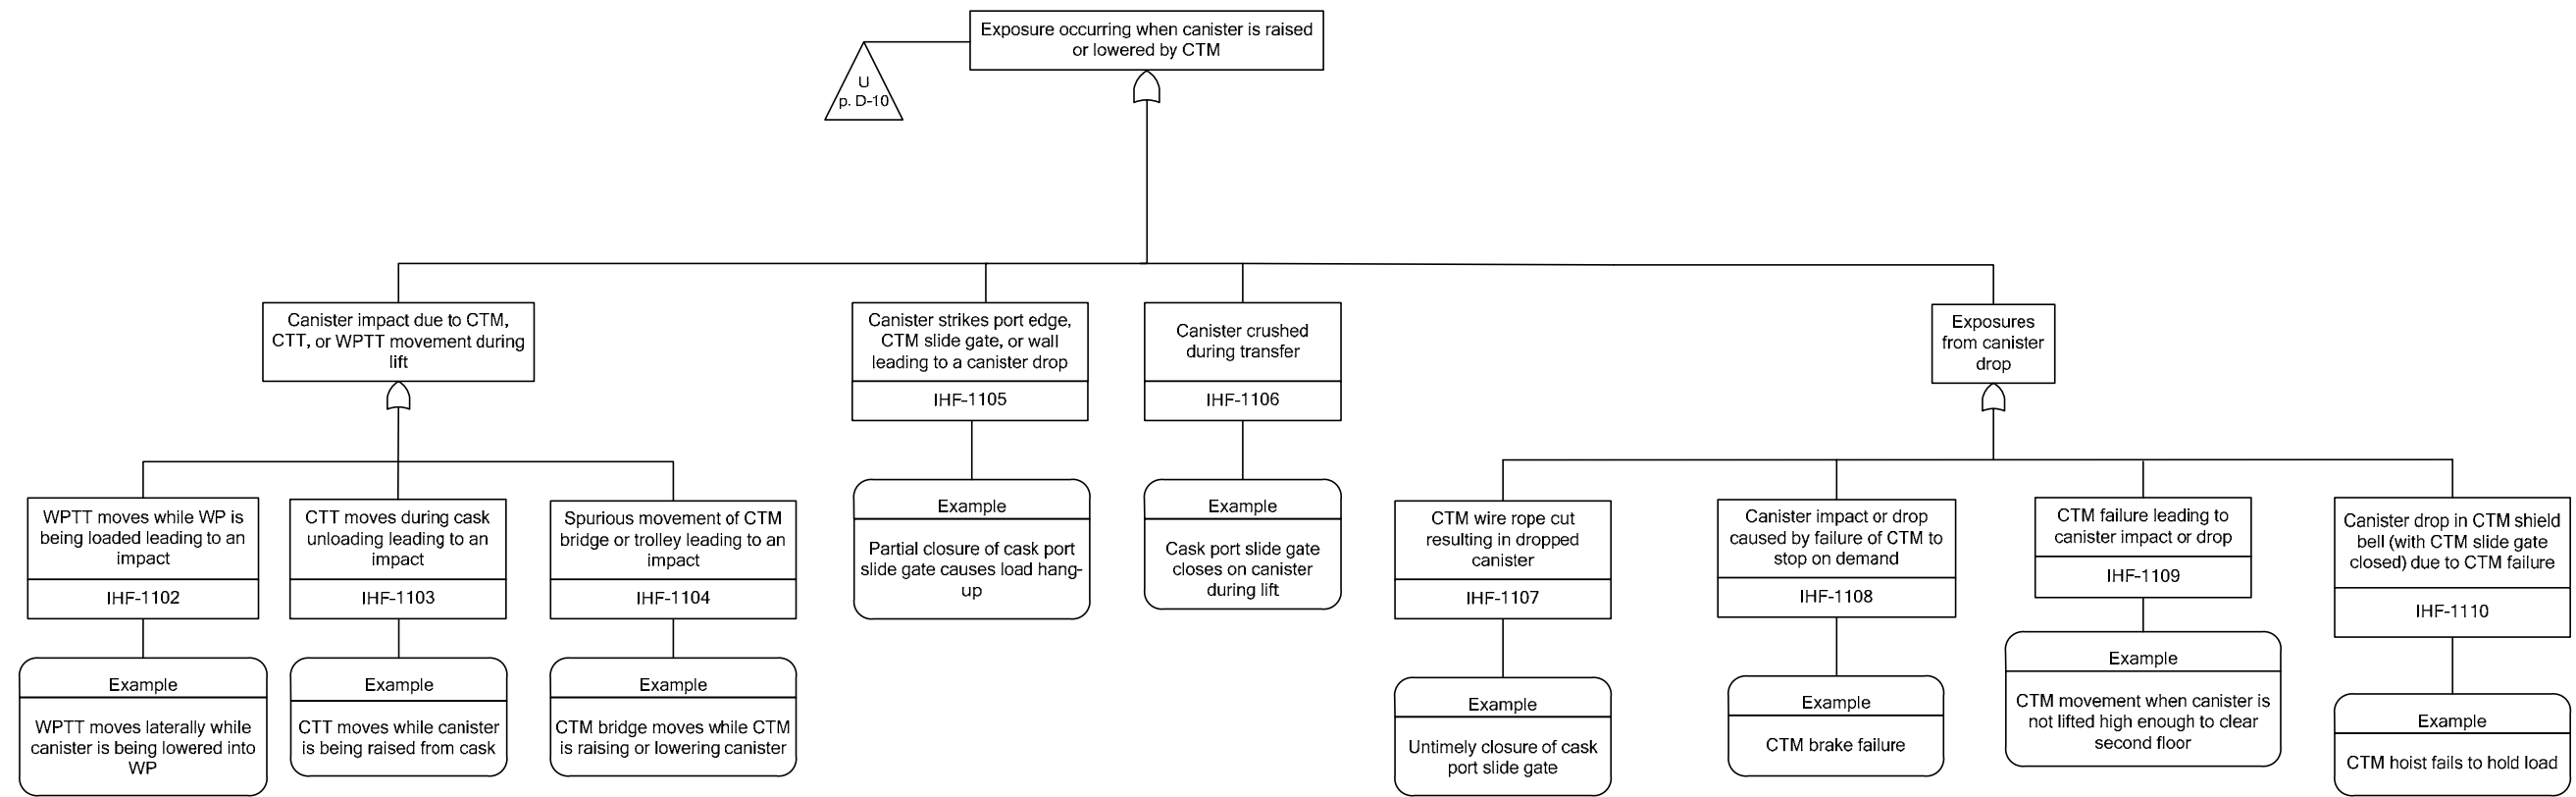 Exposure occurring when canister is raised
or lowered by CTM
U
p. D-10
Canister impact due to CTM,
CTT, or WPTT movement during
lift
Canister strikes port edge,
CTM slide gate, or wall
leading to a canister drop
IHF-1105
Canister crushed
during transfer
IHF-1106
Exposures
from canister
drop
Example
Partial closure of cask port
slide gate causes load hang-
up
Example
Cask port slide gate
closes on canister
during lift
WPTT moves while WP is
being loaded leading to an
impact
IHF-1102
CTT moves during cask
unloading leading to an
impact
IHF-1103
Spurious movement of CTM
bridge or trolley leading to an
impact
IHF-1104
CTM wire rope cut
resulting in dropped
canister
IHF-1107
Canister impact or drop
caused by failure of CTM to
stop on demand
IHF-1108
CTM failure leading to
canister impact or drop
IHF-1109
Canister drop in CTM shield
bell (with CTM slide gate
closed) due to CTM failure
IHF-1110
Example
WPTT moves laterally while
canister is being lowered into
WP
Example
CTT moves while canister
is being raised from cask
Example
CTM bridge moves while CTM
is raising or lowering canister
Example
Untimely closure of cask
port slide gate
Example
CTM brake failure
Example
CTM movement when canister is
not lifted high enough to clear
second floor
Example
CTM hoist fails to hold load